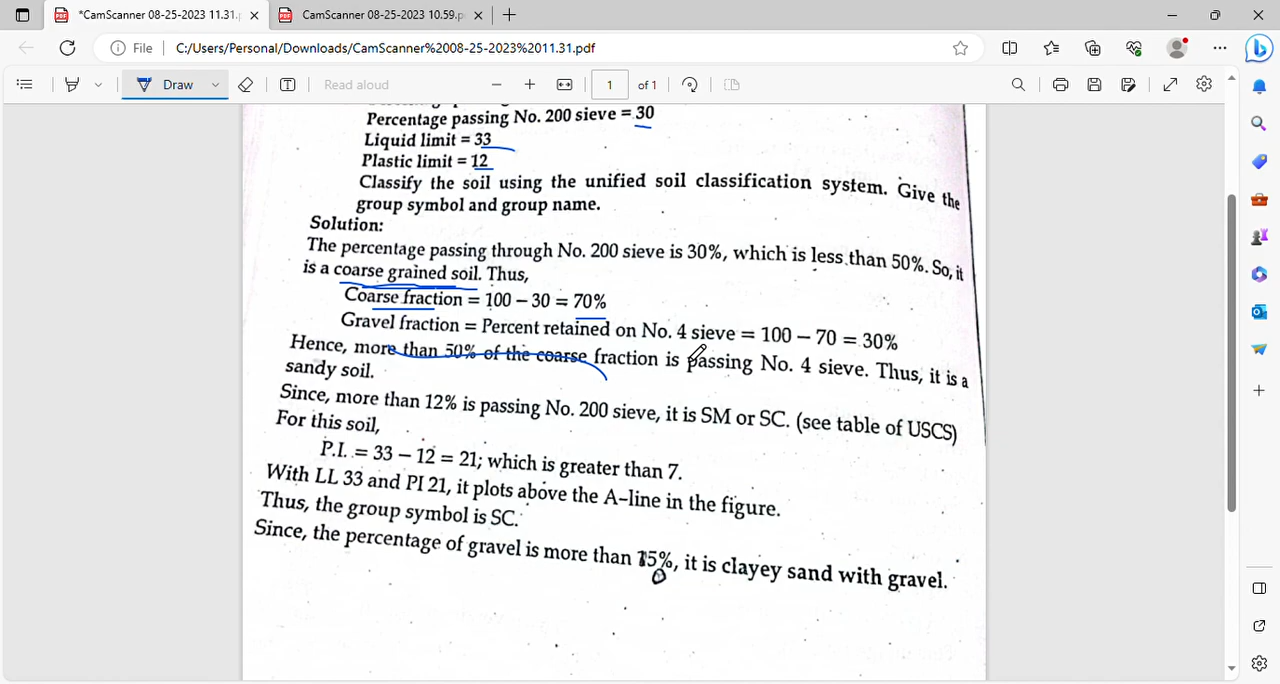 *CamScanner 08-25-2023 11.31.
CamScanner 08-25-2023 10.59.p
File
C:/Users/Personal/Downloads/CamScanner%2008-25-2023%2011.31.pdf
Draw
Read aloud
1
of 1
Percentage passing No. 200 sieve = 30
Liquid limit = 33
Plastic limit = 12
Classify the soil using the unified soil classification system. Give the
group symbol and group name.
Solution:
The percentage passing through No. 200 sieve is 30%, which is less than 50%. So, it
is a coarse grained soil. Thus,
Coarse fraction = 100 – 30 = 70%
Gravel fraction = Percent retained on No. 4 sieve = 100 – 70 = 30%
Hence, more than 50% of the coarse fraction is passing No. 4 sieve. Thus, it is a
sandy soil.
Since, more than 12% is passing No. 200 sieve, it is SM or SC. (see table of USCS)
For this soil,
P.I. = 33 – 12 = 21; which is greater than 7.
With LL 33 and PI 21, it plots above the A-line in the figure.
Thus, the group symbol is SC.
Since, the percentage of gravel is more than 15%, it is clayey sand with gravel.